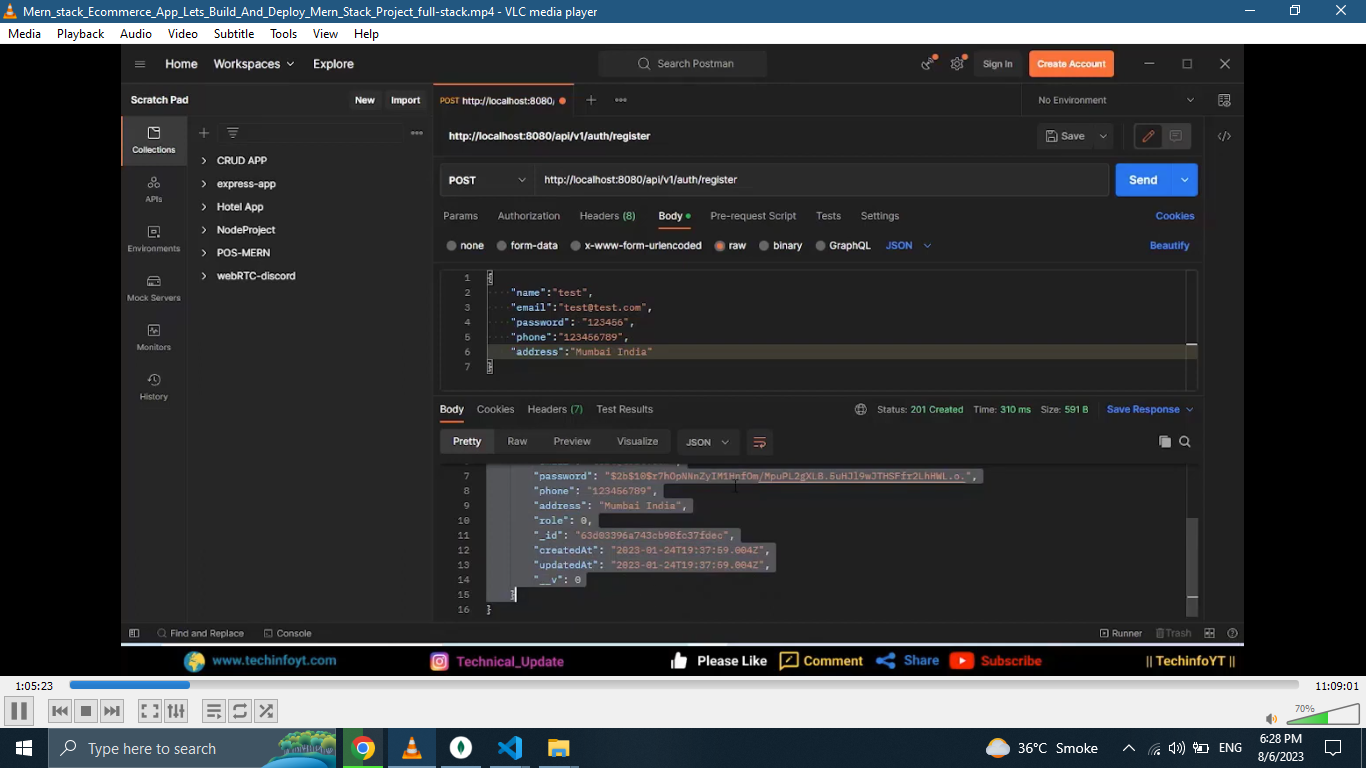 Mern_stack_Ecommerce_App_Lets_Build_And_Deploy_Mern_Stack_Project_full-stack.mp4 - VLC media player
Media Playback Audio Video Subtitle Tools View Help
Home Workspaces Explore Search Postman Sign In Create Account
Scratch Pad New Import POST http://localhost:8080/ No Environment
http://localhost:8080/api/v1/auth/register Save
Collections
APIs
Environments
Mock Servers
Monitors
History
CRUD APP
express-app
Hotel App
NodeProject
POS-MERN
webRTC-discord
POST http://localhost:8080/api/v1/auth/register Send
Params Authorization Headers (8) Body Pre-request Script Tests Settings Cookies
none form-data x-www-form-urlencoded raw binary GraphQL JSON Beautify
1 {
2 "name":"test",
3 "email":"test@test.com",
4 "password": "123456",
5 "phone":"123456789",
6 "address":"Mumbai India"
7 }
Body Cookies Headers (7) Test Results Status: 201 Created Time: 310 ms Size: 591 B Save Response
Pretty Raw Preview Visualize JSON
7 "password":
8 "phone": "123456789",
9 "address": "Mumbai India",
10 "role": 0,
11 "_id": "63d03396a743cb98fc37fdec",
12 "createdAt": "2023-01-24T19:37:59.004Z",
13 "updatedAt": "2023-01-24T19:37:59.004Z",
14 "__v": 0
15 }
16 }
Find and Replace Console Runner Trash
www.techinfoyt.com Technical_Update Please Like Comment Share Subscribe || TechinfoYT ||
1:05:23 11:09:01
70%
Type here to search 36°C Smoke ENG 6:28 PM
8/6/2023